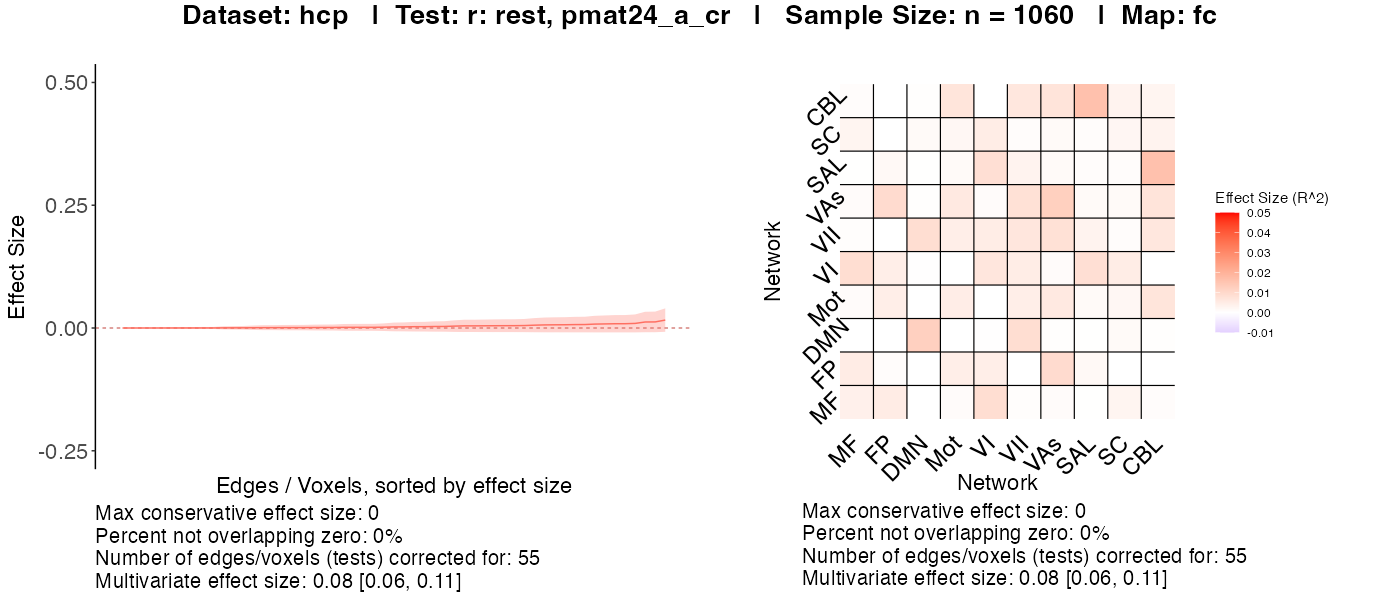 Dataset: hcp | Test: r: rest, pmat24_a_cr | Sample Size: n = 1060 | Map: fc
0.50
0.25
0.00
-0.25
Effect Size
Edges / Voxels, sorted by effect size
Max conservative effect size: 0
Percent not overlapping zero: 0%
Number of edges/voxels (tests) corrected for: 55
Multivariate effect size: 0.08 [0.06, 0.11]
Network
CBL
SC
SAL
VAs
VII
VI
Mot
DMN
FP
MF
MF FP DMN Mot VI VII VAs SAL SC CBL
Network
Effect Size (R^2)
0.05
0.04
0.03
0.02
0.01
0.00
-0.01
Max conservative effect size: 0
Percent not overlapping zero: 0%
Number of edges/voxels (tests) corrected for: 55
Multivariate effect size: 0.08 [0.06, 0.11]